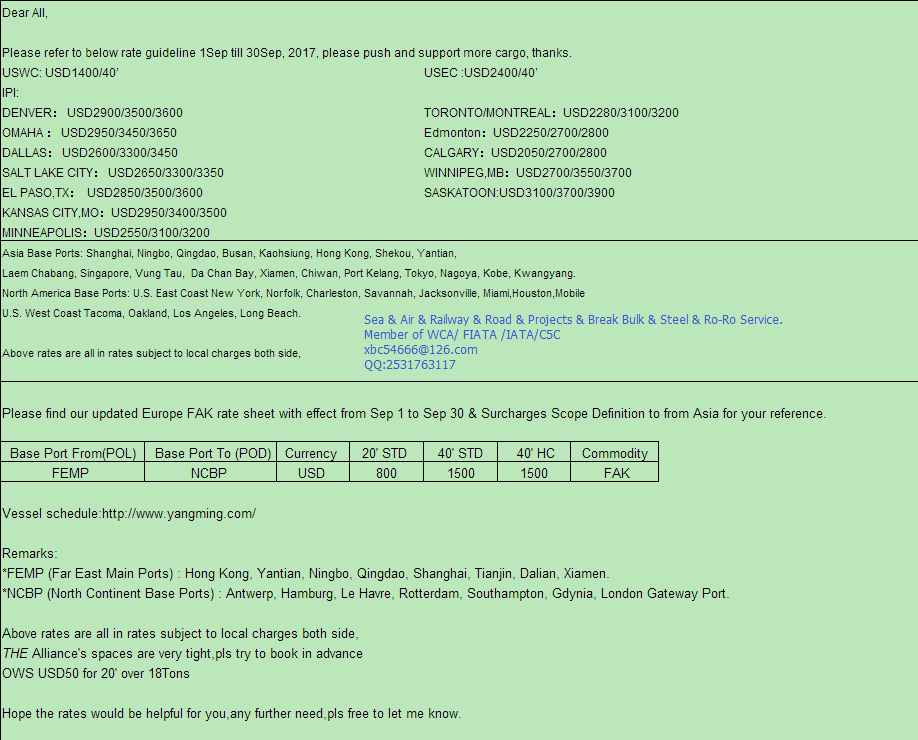 Dear All,
Please refer to below rate guideline 1Sep till 30Sep, 2017, please push and support more cargo, thanks.
USWC: USD1400/40' USEC :USD2400/40'
IPI:
DENVER： USD2900/3500/3600 TORONTO/MONTREAL：USD2280/3100/3200
OMAHA ： USD2950/3450/3650 Edmonton：USD2250/2700/2800
DALLAS： USD2600/3300/3450 CALGARY：USD2050/2700/2800
SALT LAKE CITY： USD2650/3300/3350 WINNIPEG,MB：USD2700/3550/3700
EL PASO,TX： USD2850/3500/3600 SASKATOON:USD3100/3700/3900
KANSAS CITY,MO：USD2950/3400/3500
MINNEAPOLIS：USD2550/3100/3200
Asia Base Ports: Shanghai, Ningbo, Qingdao, Busan, Kaohsiung, Hong Kong, Shekou, Yantian,
Laem Chabang, Singapore, Vung Tau, Da Chan Bay, Xiamen, Chiwan, Port Kelang, Tokyo, Nagoya, Kobe, Kwangyang.
North America Base Ports: U.S. East Coast New York, Norfolk, Charleston, Savannah, Jacksonville, Miami,Houston,Mobile
U.S. West Coast Tacoma, Oakland, Los Angeles, Long Beach.
Sea & Air & Railway & Road & Projects & Break Bulk & Steel & Ro-Ro Service.
Member of WCA/ FIATA /IATA/C5C
xbc54666@126.com
QQ:2531763117
Above rates are all in rates subject to local charges both side,
Please find our updated Europe FAK rate sheet with effect from Sep 1 to Sep 30 & Surcharges Scope Definition to from Asia for your reference.
Base Port From(POL) Base Port To (POD) Currency 20' STD 40' STD 40' HC Commodity
FEMP NCBP USD 800 1500 1500 FAK
Vessel schedule:http://www.yangming.com/
Remarks:
*FEMP (Far East Main Ports) : Hong Kong, Yantian, Ningbo, Qingdao, Shanghai, Tianjin, Dalian, Xiamen.
*NCBP (North Continent Base Ports) : Antwerp, Hamburg, Le Havre, Rotterdam, Southampton, Gdynia, London Gateway Port.
Above rates are all in rates subject to local charges both side,
THE Alliance's spaces are very tight,pls try to book in advance
OWS USD50 for 20' over 18Tons
Hope the rates would be helpful for you,any further need,pls free to let me know.